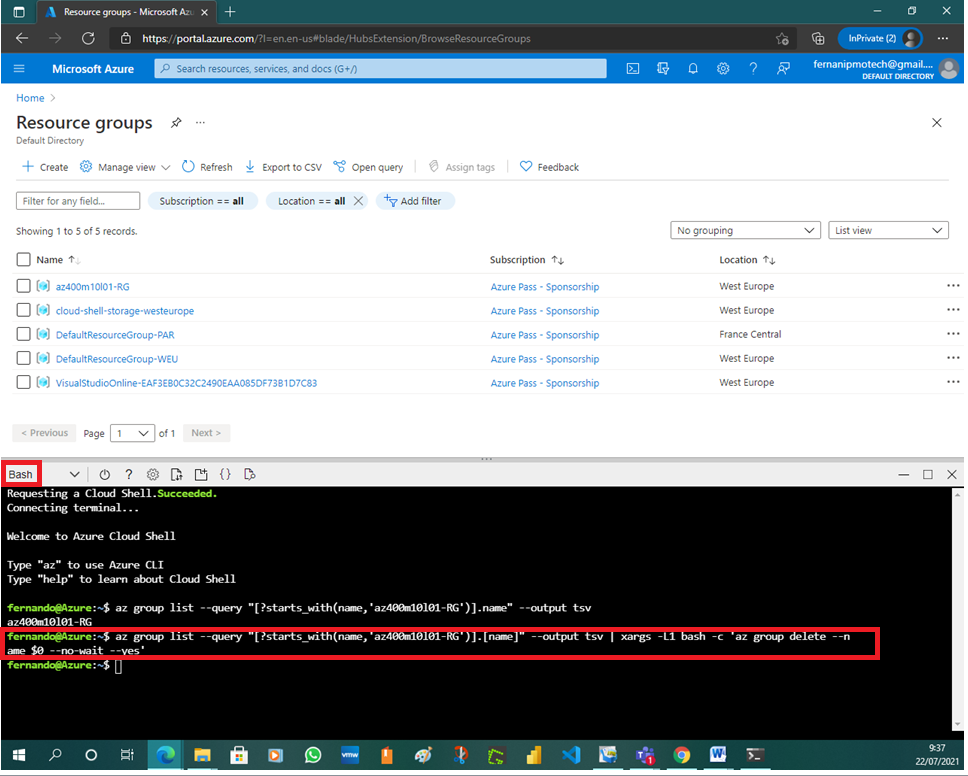 Resource groups - Microsoft Azu
https://portal.azure.com/?l=en.en-us#blade/HubsExtension/BrowseResourceGroups
InPrivate (2)
Microsoft Azure
Search resources, services, and docs (G+/)
fernanipmotech@gmail....
DEFAULT DIRECTORY
Home
Resource groups
Default Directory
Create Manage view Refresh Export to CSV Open query Assign tags Feedback
Filter for any field... Subscription == all Location == all Add filter
Showing 1 to 5 of 5 records. No grouping List view
Name Subscription Location
az400m10l01-RG Azure Pass - Sponsorship West Europe
cloud-shell-storage-westeurope Azure Pass - Sponsorship West Europe
DefaultResourceGroup-PAR Azure Pass - Sponsorship France Central
DefaultResourceGroup-WEU Azure Pass - Sponsorship West Europe
VisualStudioOnline-EAF3EB0C32C2490EAA085DF73B1D7C83 Azure Pass - Sponsorship West Europe
< Previous Page 1 of 1 Next >
Bash
Requesting a Cloud Shell.Succeeded.
Connecting terminal...
Welcome to Azure Cloud Shell
Type "az" to use Azure CLI
Type "help" to learn about Cloud Shell
fernando@Azure:~$ az group list --query "[?starts_with(name,'az400m10l01-RG')].name" --output tsv
az400m10l01-RG
fernando@Azure:~$ az group list --query "[?starts_with(name,'az400m10l01-RG')].[name]" --output tsv | xargs -L1 bash -c 'az group delete --n
ame $0 --no-wait --yes'
fernando@Azure:~$
vmw
9:37
22/07/2021